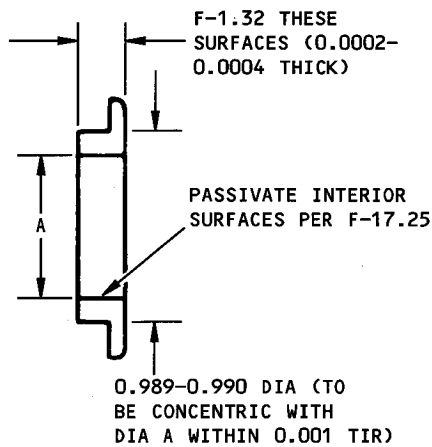 F-1.32 THESE
SURFACES (0.0002-
0.0004 THICK)
PASSIVATE INTERIOR
SURFACES PER F-17.25
A
0.989-0.990 DIA (TO
BE CONCENTRIC WITH
DIA A WITHIN 0.001 TIR)